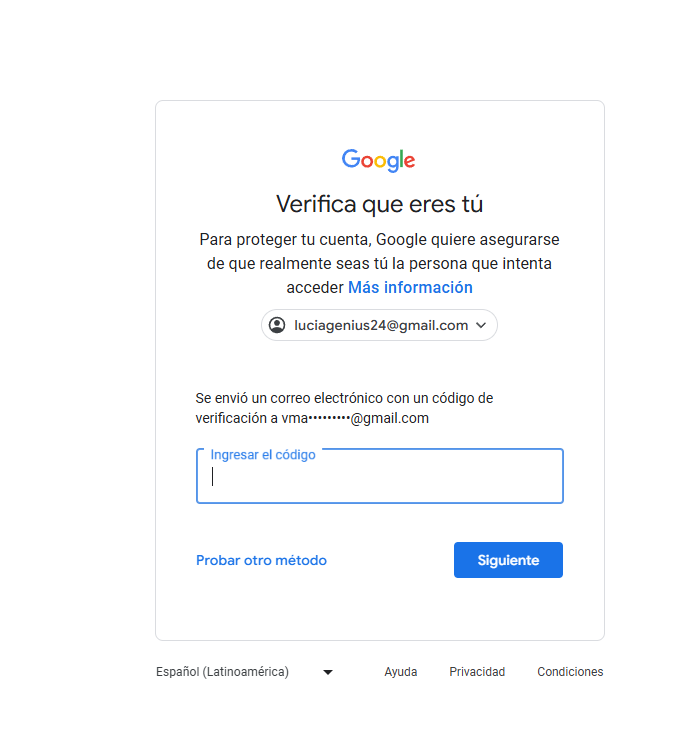 Google
Verifica que eres tú
Para proteger tu cuenta, Google quiere asegurarse
de que realmente seas tú la persona que intenta
acceder Más información
luciagenius24@gmail.com
Se envió un correo electrónico con un código de
verificación a vma•••••••••@gmail.com
Ingresar el código
Probar otro método
Siguiente
Español (Latinoamérica)
Ayuda
Privacidad
Condiciones